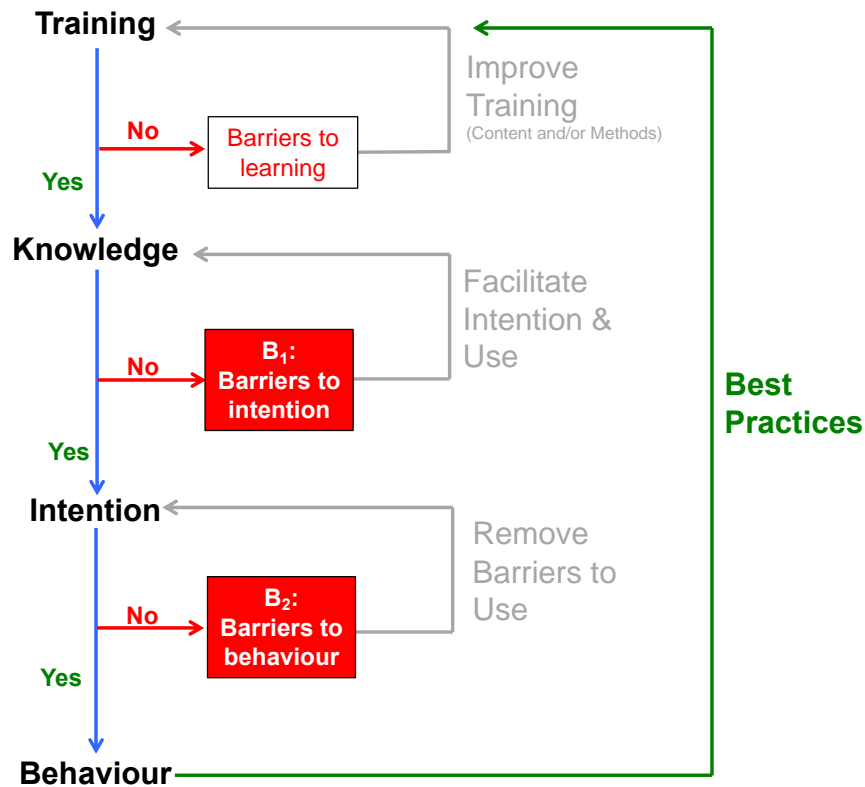 Training
Improve
Training
(Content and/or Methods)
No
Barriers to
learning
Yes
Knowledge
Facilitate
Intention &
Use
No
B₁:
Barriers to
intention
Best
Practices
Yes
Intention
Remove
Barriers to
Use
No
B₂:
Barriers to
behaviour
Yes
Behaviour